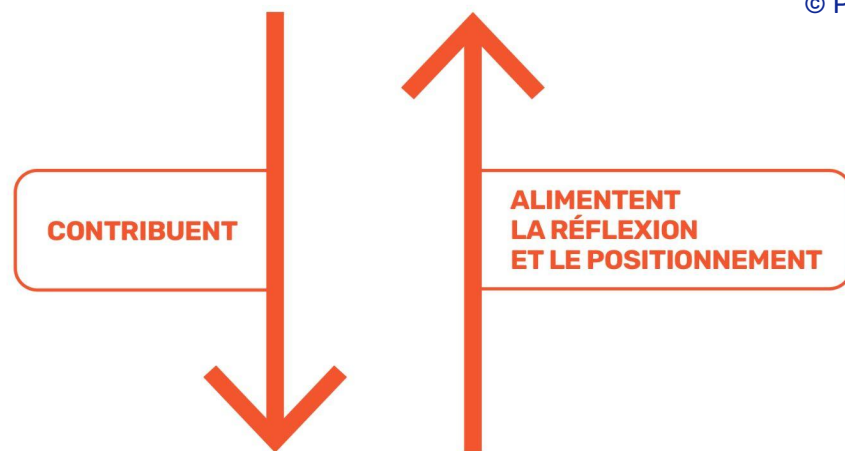 © P
CONTRIBUENT
ALIMENTENT
LA RÉFLEXION
ET LE POSITIONNEMENT